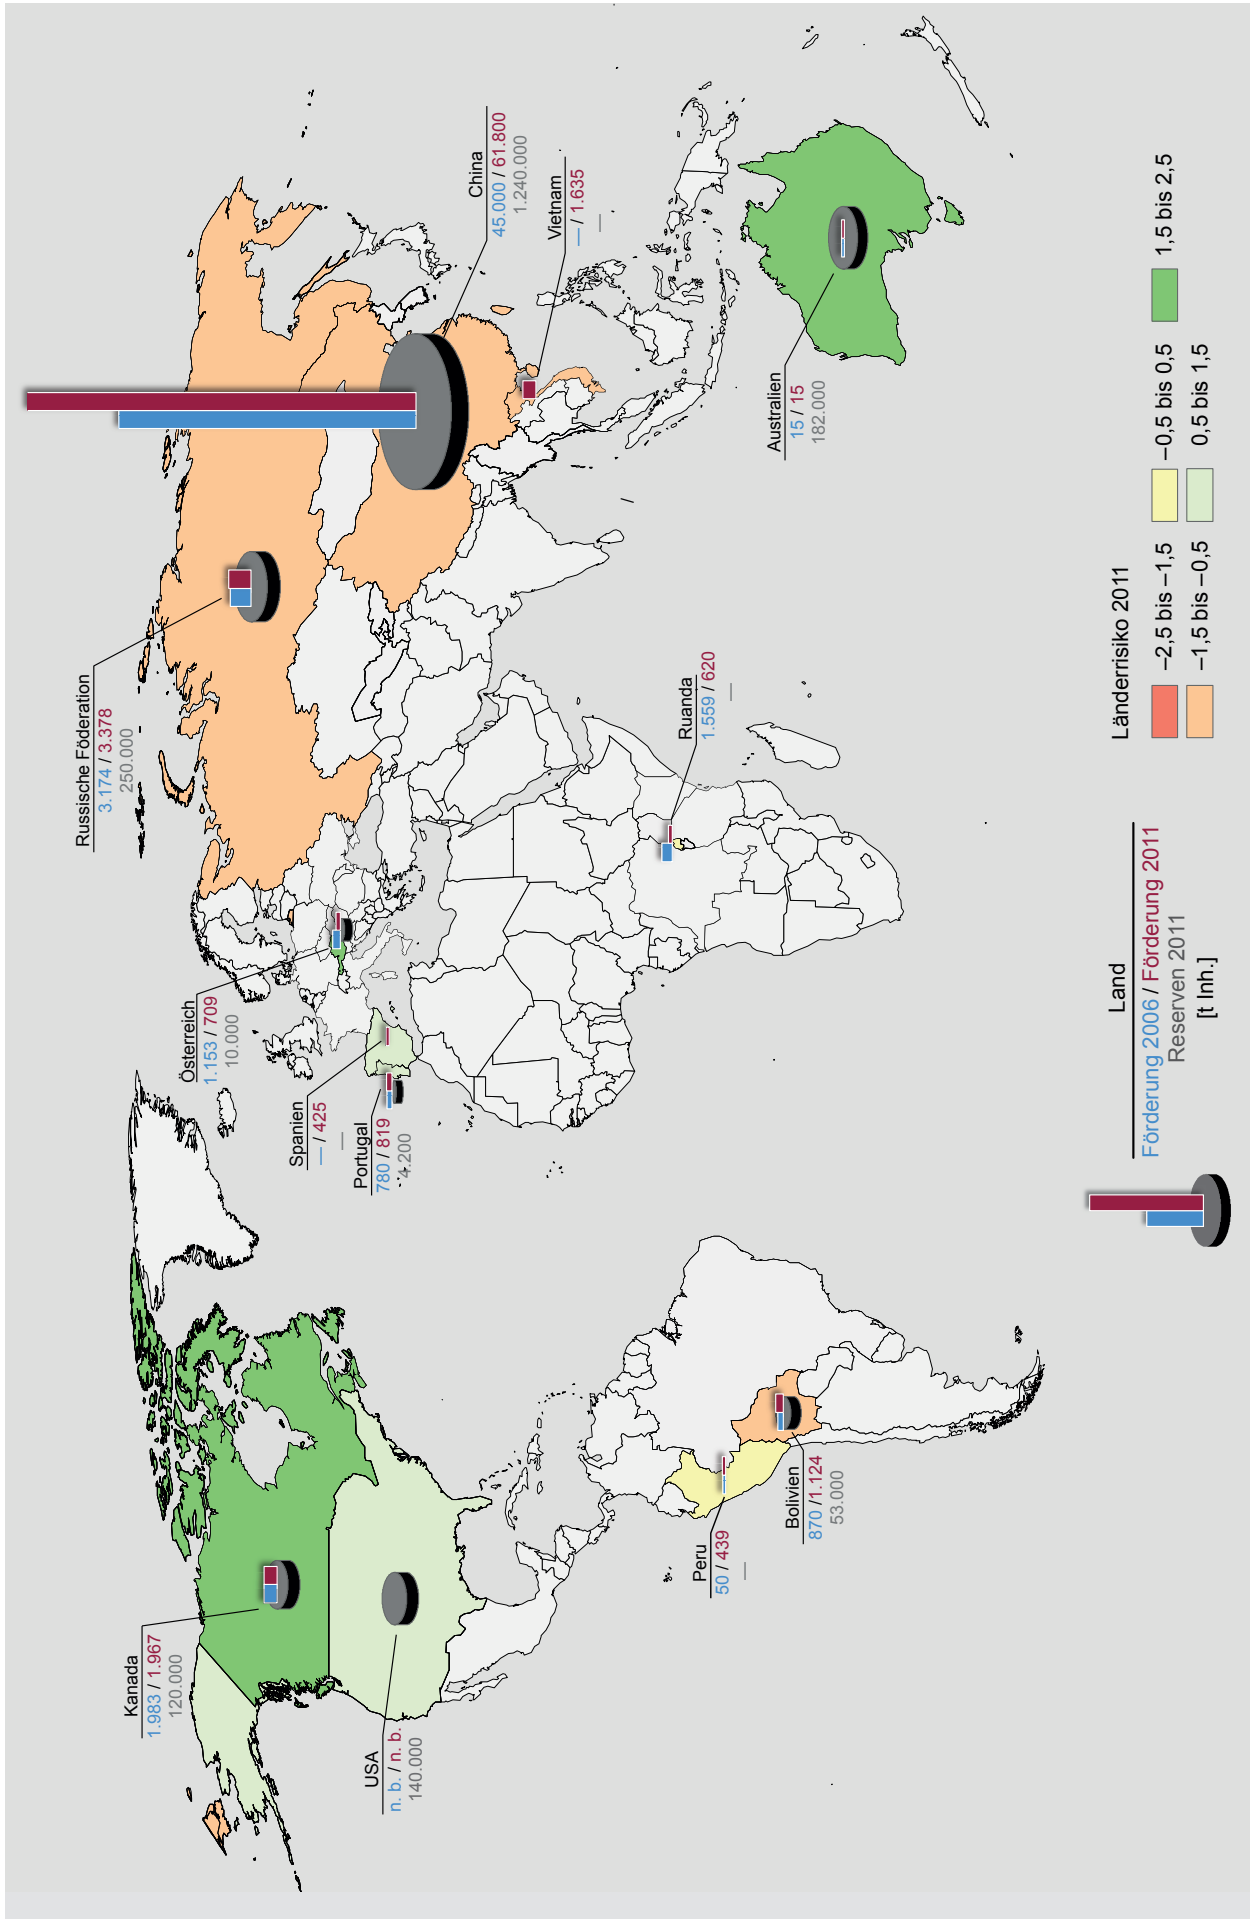 Kanada
1.983 / 1.967
120.000
USA
n. b. / n. b.
140.000
Peru
50 / 439
—
Bolivien
870 /1.124
53.000
Österreich
1.153 / 709
10.000
Spanien
— / 425
—
Portugal
780 / 819
4.200
Russische Föderation
3.174 / 3.378
250.000
China
45.000 / 61.800
1.240.000
Vietnam
— / 1.635
—
Ruanda
1.559 / 620
—
Australien
15 / 15
182.000
Land
Förderung 2006 / Förderung 2011
Reserven 2011
[t Inh.]
Länderrisiko 2011
–2,5 bis –1,5
–1,5 bis –0,5
–0,5 bis 0,5
0,5 bis 1,5
1,5 bis 2,5